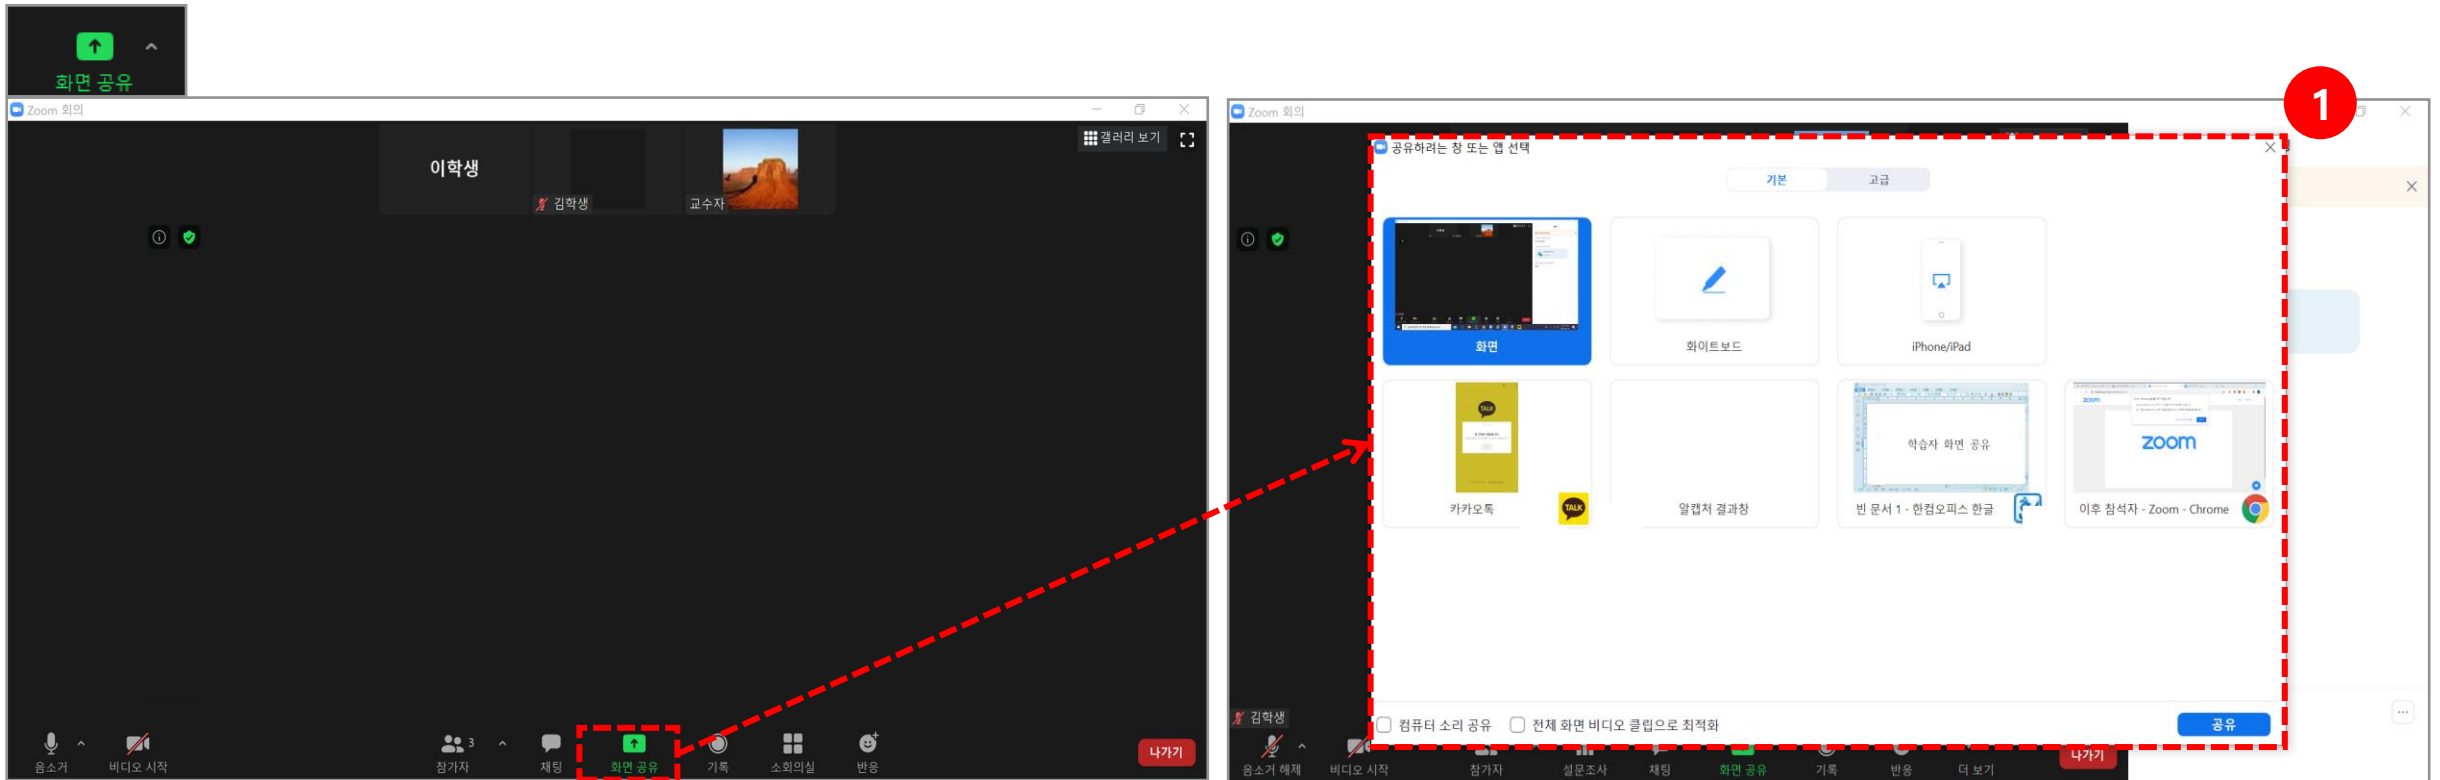 화면 공유
Zoom 회의
갤러리 보기
이학생
김학생
교수자
음소거
비디오 시작
3
참가자
채팅
화면 공유
기록
소회의실
반응
나가기
1
Zoom 회의
공유하려는 창 또는 앱 선택
기본
고급
화면
화이트보드
iPhone/iPad
TALK
학습자 화면 공유
zoom
zoom
카카오톡
TALK
알캡처 결과창
빈 문서 1 - 한컴오피스 한글
이후 참석자 - Zoom - Chrome
김학생
컴퓨터 소리 공유
전체 화면 비디오 클립으로 최적화
공유
음소거 해제
비디오 시작
참가자
설문조사
채팅
화면 공유
기록
반응
더 보기
나가기